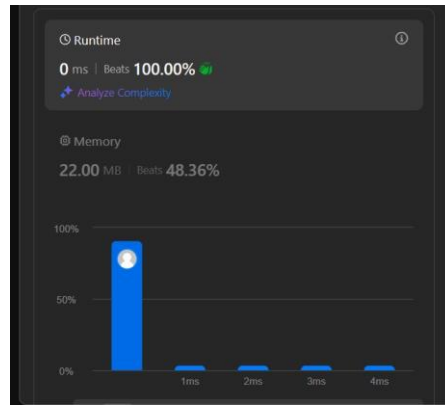 Runtime
0 ms | Beats 100.00%
Analyze Complexity
Memory
22.00 MB | Beats 48.36%
100%
50%
0%
1ms 2ms 3ms 4ms